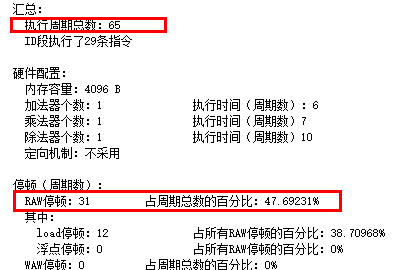 汇总：
执行周期总数：65
ID段执行了29条指令
硬件配置：
内存容量：4096 B
加法器个数：1 执行时间（周期数）：6
乘法器个数：1 执行时间（周期数）7
除法器个数：1 执行时间（周期数）10
定向机制：不采用
停顿（周期数）：
RAW停顿：31 占周期总数的百分比：47.69231%
其中：
load停顿：12 占所有RAW停顿的百分比：38.70968%
浮点停顿：0 占所有RAW停顿的百分比：0%
WAW停顿：0 占周期总数的百分比：0%